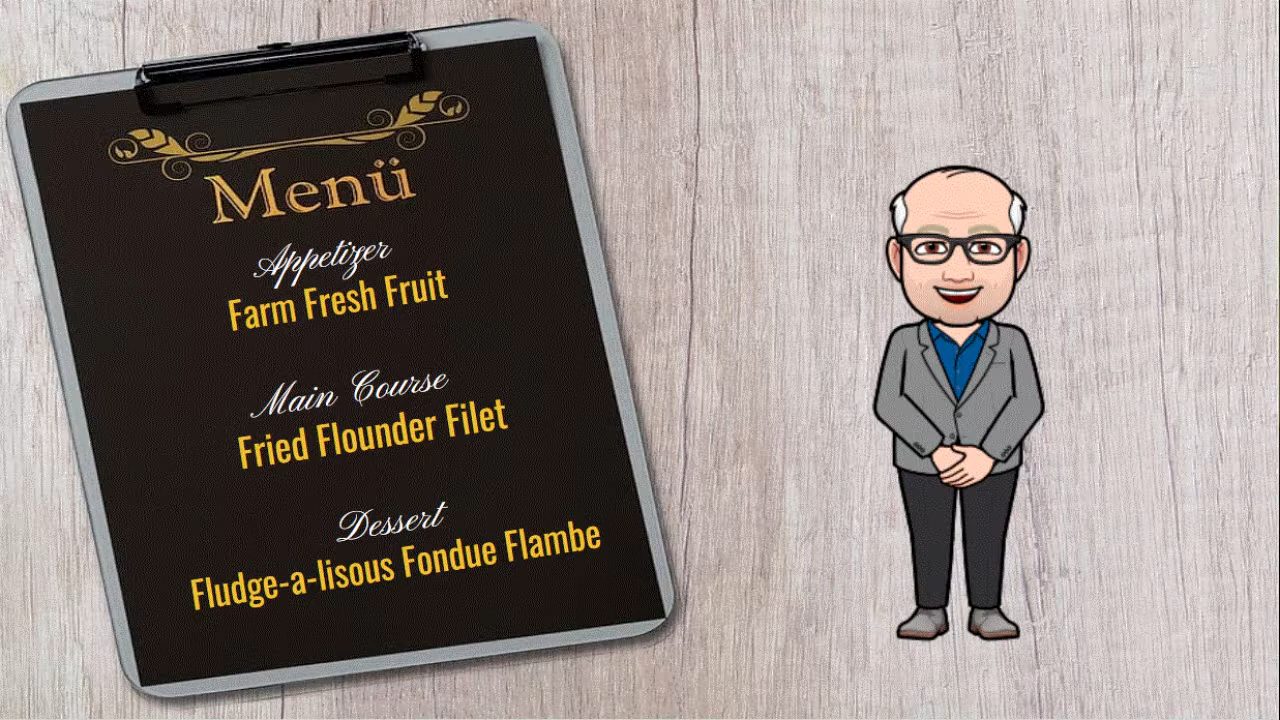 Menü
Appetizer
Farm Fresh Fruit
Main Course
Fried Flounder Filet
Dessert
Fludge-a-lisous Fondue Flambe